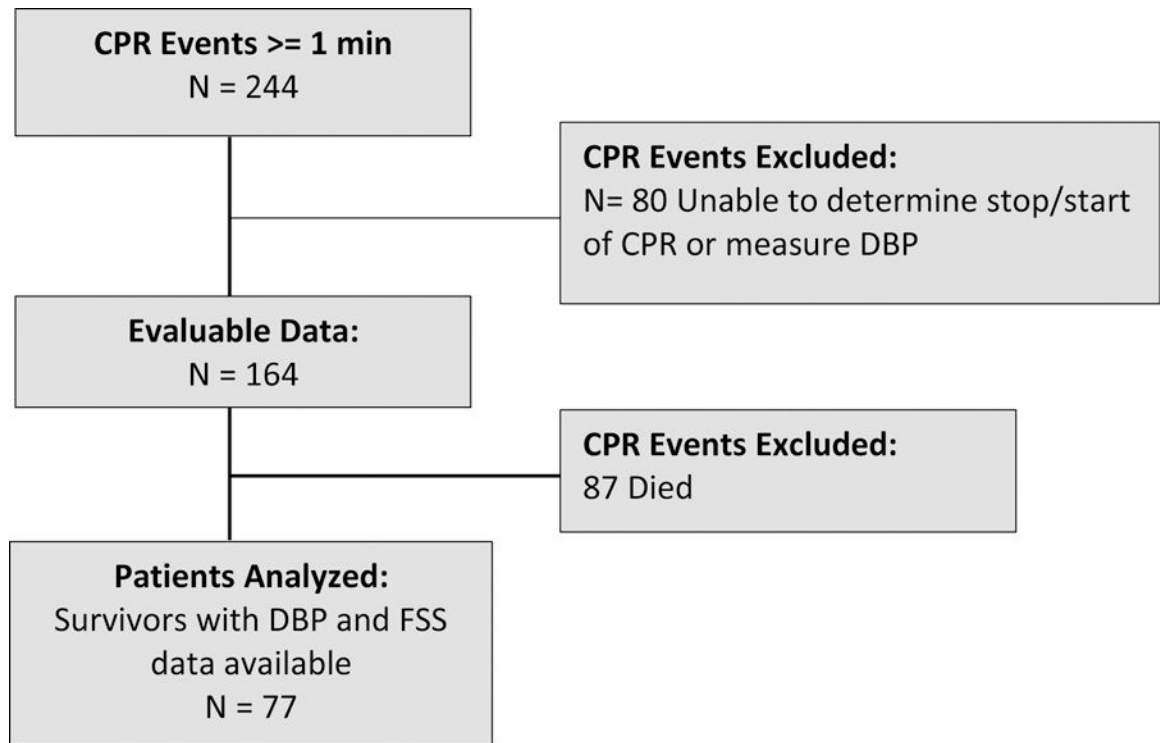 CPR Events >= 1 min
N = 244
CPR Events Excluded:
N= 80 Unable to determine stop/start
of CPR or measure DBP
Evaluable Data:
N = 164
CPR Events Excluded:
87 Died
Patients Analyzed:
Survivors with DBP and FSS
data available
N = 77